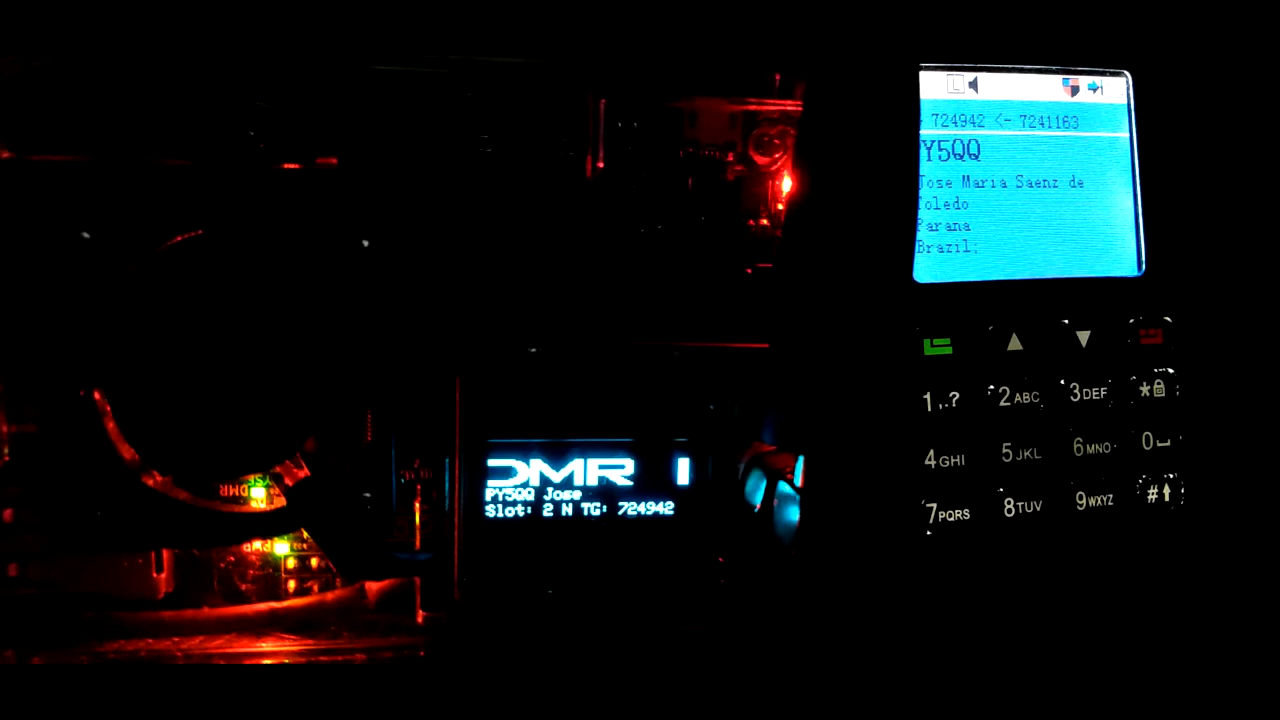 L
724942 <- 7241163
PY5QQ
Jose Maria Saenz de
Toledo
Parana
Brazil;
1,.? 2ABC 3DEF *
4GHI 5JKL 6MNO 0
7PQRS 8TUV 9WXYZ #
DMR
PY5QQ Jose
Slot: 2 N TG: 724942
YSF
DMR